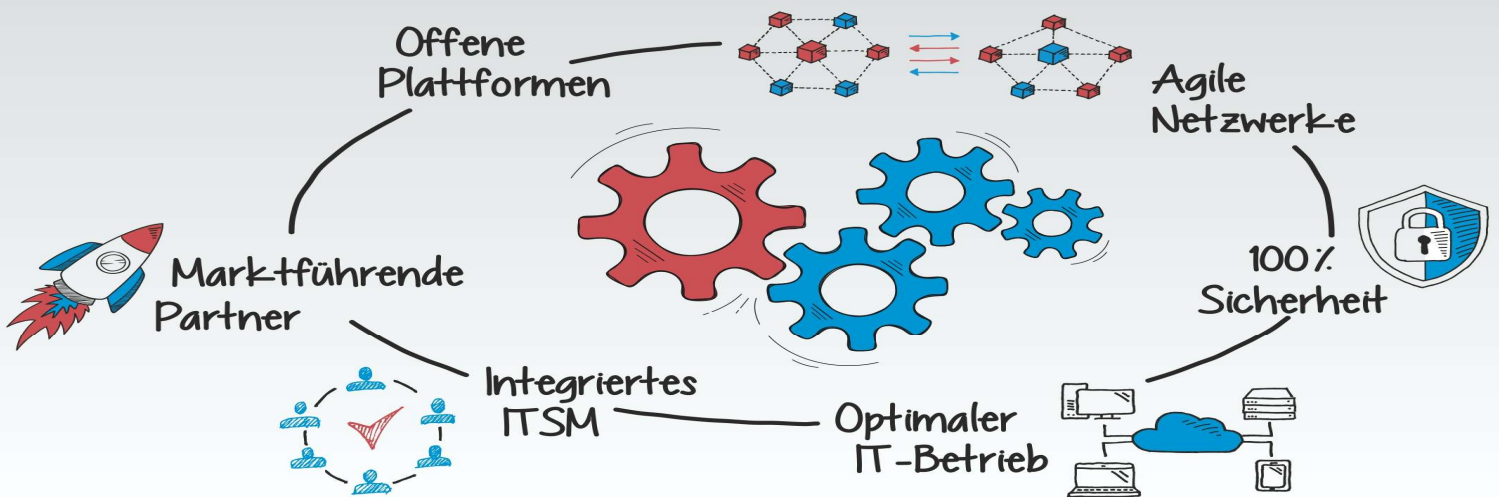 Offene
Plattformen
Agile
Netzwerke
100%
Sicherheit
Optimaler
IT-Betrieb
Integriertes
ITSM
Marktführende
Partner